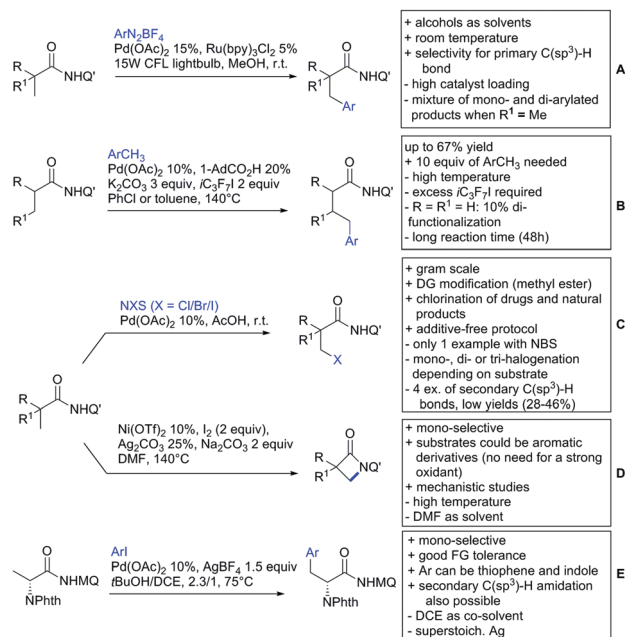 ArN2BF4
Pd(OAc)2 15%, Ru(bpy)3Cl2 5%
15W CFL lightbulb, MeOH, r.t.
R
R1
O
NHQ'
R
R1
O
NHQ'
Ar
+ alcohols as solvents
+ room temperature
+ selectivity for primary C(sp3)-H
bond
- high catalyst loading
- mixture of mono- and di-arylated
products when R1 = Me
A
ArCH3
Pd(OAc)2 10%, 1-AdCO2H 20%
K2CO3 3 equiv, iC3F7I 2 equiv
PhCl or toluene, 140°C
R
R1
O
NHQ'
R
R1
O
NHQ'
Ar
up to 67% yield
+ 10 equiv of ArCH3 needed
- high temperature
- excess iC3F7I required
- R = R1 = H: 10% di-
functionalization
- long reaction time (48h)
B
NXS (X = Cl/Br/I)
Pd(OAc)2 10%, AcOH, r.t.
R
R1
O
NHQ'
X
+ gram scale
+ DG modification (methyl ester)
+ chlorination of drugs and natural
products
+ additive-free protocol
- only 1 example with NBS
- mono-, di- or tri-halogenation
depending on substrate
- 4 ex. of secondary C(sp3)-H
bonds, low yields (28-46%)
C
R
R1
O
NHQ'
Ni(OTf)2 10%, I2 (2 equiv),
Ag2CO3 25%, Na2CO3 2 equiv
DMF, 140°C
R
R1
O
NQ'
+ mono-selective
+ substrates could be aromatic
derivatives (no need for a strong
oxidant)
+ mechanistic studies
- high temperature
- DMF as solvent
D
O
NHMQ
NPhth
ArI
Pd(OAc)2 10%, AgBF4 1.5 equiv
tBuOH/DCE, 2.3/1, 75°C
Ar
O
NHMQ
NPhth
+ mono-selective
+ good FG tolerance
+ Ar can be thiophene and indole
+ secondary C(sp3)-H amidation
also possible
- DCE as co-solvent
- superstoich. Ag
E